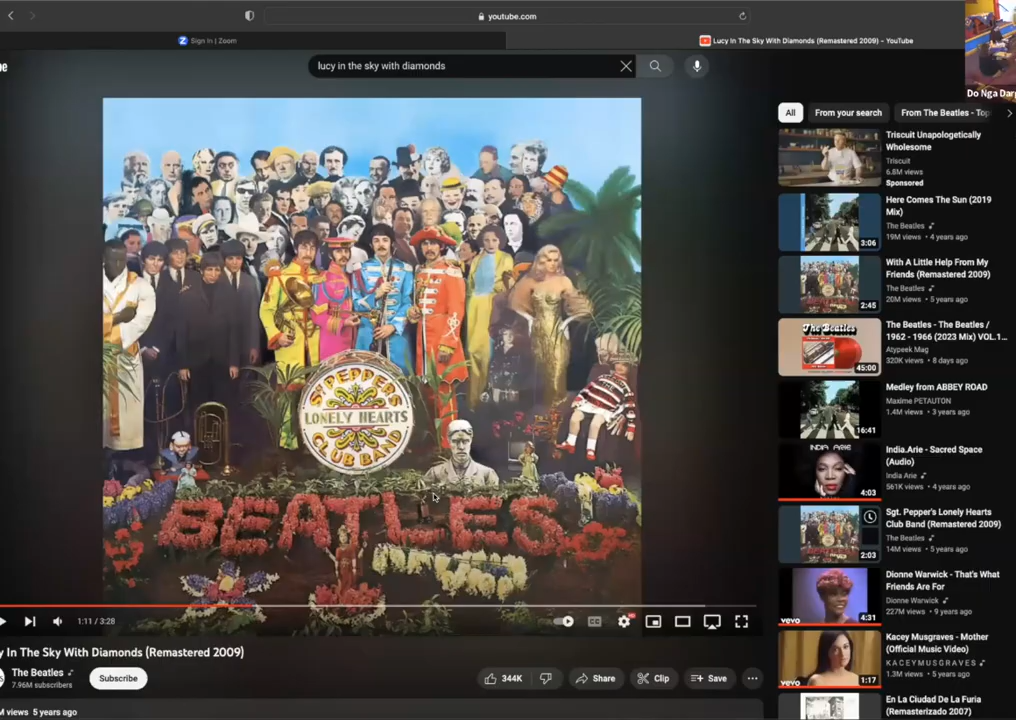 youtube.com
Sign In | Zoom
Lucy In The Sky With Diamonds (Remastered 2009) – YouTube
lucy in the sky with diamonds
All
From your search
From The Beatles - Top
Triscuit Unapologetically
Wholesome
Triscuit
6.8M views
Sponsored
Here Comes The Sun (2019
Mix)
The Beatles
19M views • 4 years ago
3:06
With A Little Help From My
Friends (Remastered 2009)
The Beatles
20M views • 5 years ago
2:45
The Beatles
The Beatles - The Beatles /
1962 - 1966 (2023 Mix) VOL.1...
Atypeek Mag
320K views • 8 days ago
45:00
Medley from ABBEY ROAD
Maxime PETAUTON
1.4M views • 3 years ago
16:41
INDIA ARIE
India.Arie - Sacred Space
(Audio)
India Arie
561K views • 4 years ago
4:03
Sgt. Pepper's Lonely Hearts
Club Band (Remastered 2009)
The Beatles
14M views • 5 years ago
2:03
Dionne Warwick - That's What
Friends Are For
Dionne Warwick
227M views • 9 years ago
vevo
4:31
Kacey Musgraves - Mother
(Official Music Video)
KACEYMUSGRAVES
1.3M views • 5 years ago
vevo
1:17
En La Ciudad De La Furia
(Remasterizado 2007)
SGT PEPPERS
LONELY HEARTS
CLUB BAND
BEATLES
1:11 / 3:28
CC
y In The Sky With Diamonds (Remastered 2009)
The Beatles
7.96M subscribers
Subscribe
344K
Share
Clip
Save
M views 5 years ago